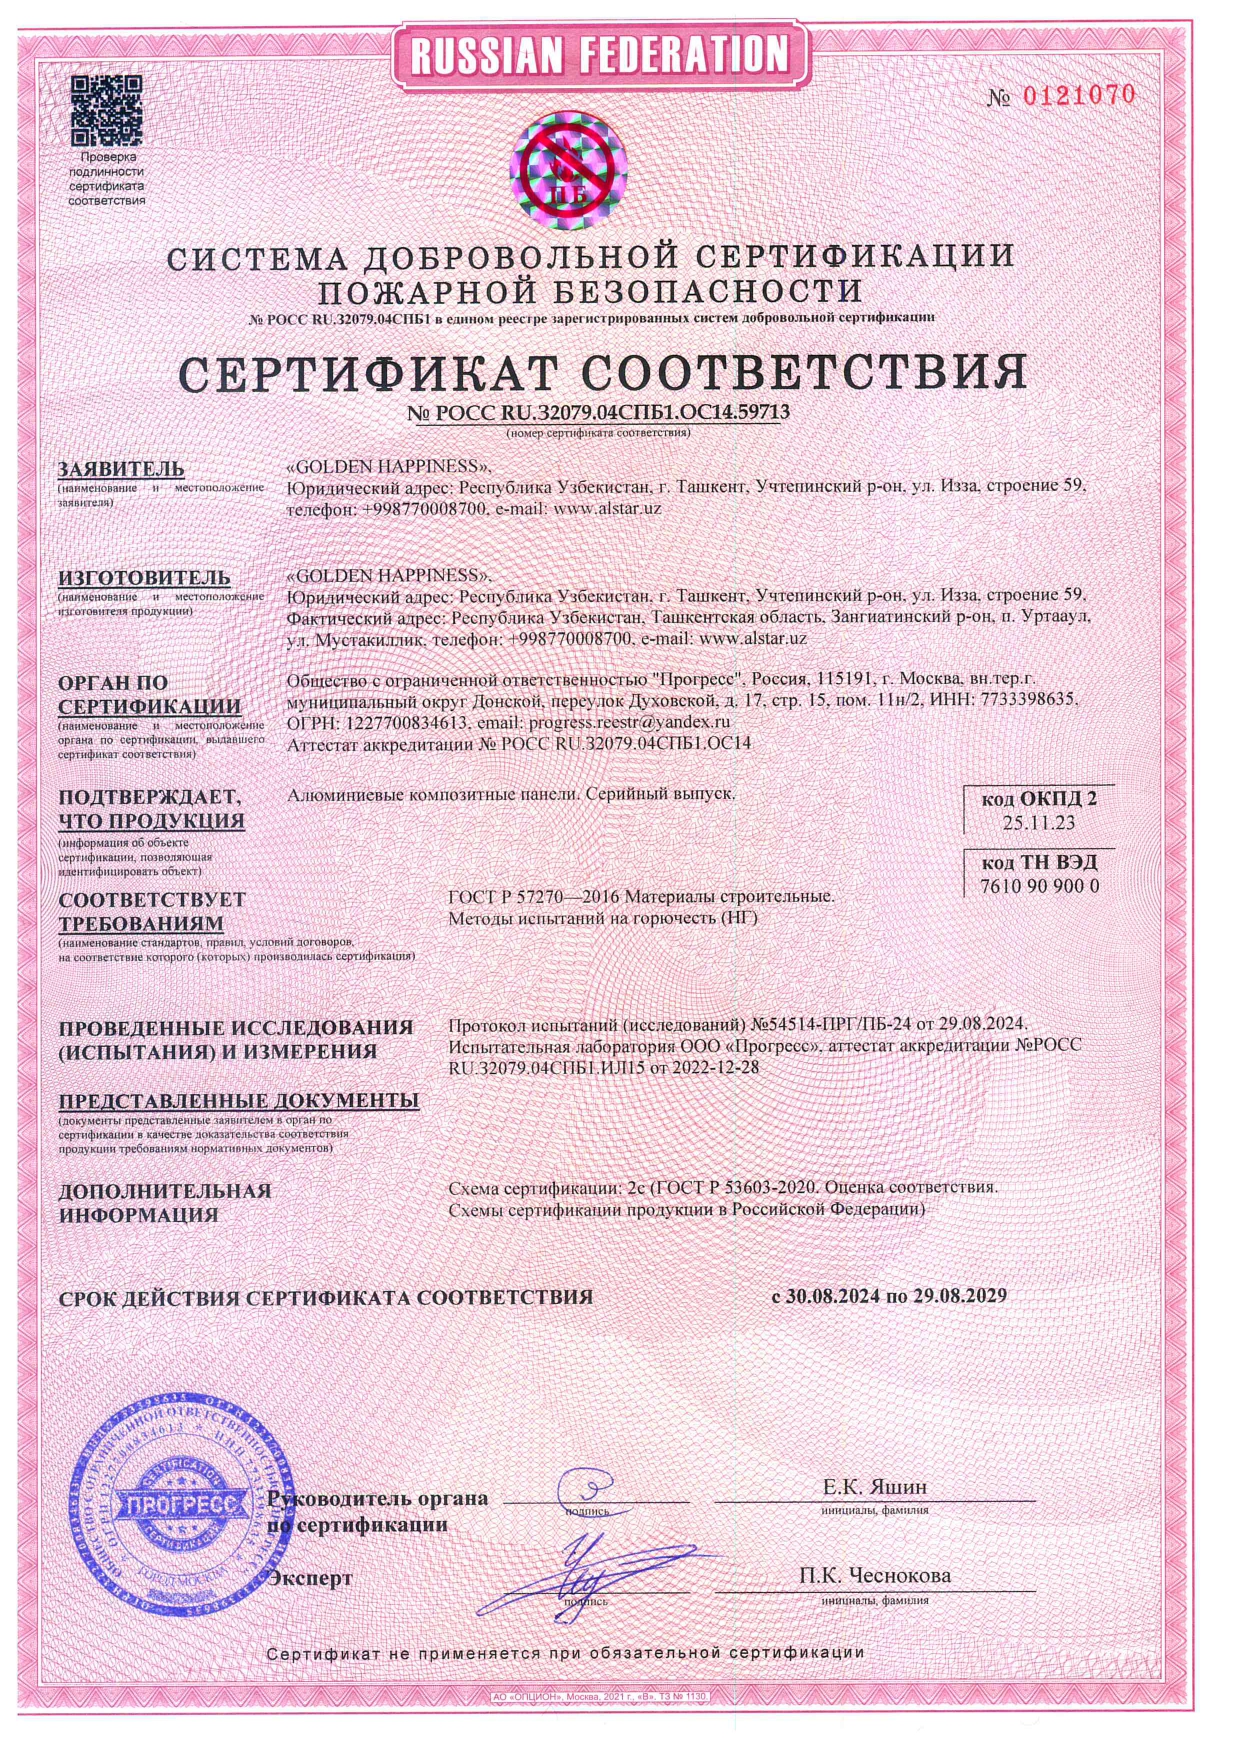 RUSSIAN FEDERATION
№ 0121070
Проверка
подлинности
сертификата
соответствия
ПБ
СИСТЕМА ДОБРОВОЛЬНОЙ СЕРТИФИКАЦИИ
ПОЖАРНОЙ БЕЗОПАСНОСТИ
№ РОСС RU.32079.04СПБ1 в едином реестре зарегистрированных систем добровольной сертификации
СЕРТИФИКАТ СООТВЕТСТВИЯ
№ РОСС RU.32079.04СПБ1.ОС14.59713
(номер сертификата соответствия)
ЗАЯВИТЕЛЬ
(наименование и местоположение
заявителя)
«GOLDEN HAPPINESS»,
Юридический адрес: Республика Узбекистан, г. Ташкент, Учтепинский р-он, ул. Изза, строение 59,
телефон: +998770008700, e-mail: www.alstar.uz
ИЗГОТОВИТЕЛЬ
(наименование и местоположение
изготовителя продукции)
«GOLDEN HAPPINESS»,
Юридический адрес: Республика Узбекистан, г. Ташкент, Учтепинский р-он, ул. Изза, строение 59,
Фактический адрес: Республика Узбекистан, Ташкентская область, Зангиатинский р-он, п. Уртааул,
ул. Мустакиллик, телефон: +998770008700, e-mail: www.alstar.uz
ОРГАН ПО
СЕРТИФИКАЦИИ
(наименование и местоположение
органа по сертификации, выдавшего
сертификат соответствия)
Общество с ограниченной ответственностью "Прогресс", Россия, 115191, г. Москва, вн.тер.г.
муниципальный округ Донской, переулок Духовской, д. 17, стр. 15, пом. 11н/2, ИНН: 7733398635,
ОГРН: 1227700834613, email: progress.reestr@yandex.ru
Аттестат аккредитации № РОСС RU.32079.04СПБ1.ОС14
ПОДТВЕРЖДАЕТ,
ЧТО ПРОДУКЦИЯ
(информация об объекте
сертификации, позволяющая
идентифицировать объект)
Алюминиевые композитные панели. Серийный выпуск.
код ОКПД 2
25.11.23
код ТН ВЭД
7610 90 900 0
СООТВЕТСТВУЕТ
ТРЕБОВАНИЯМ
(наименование стандартов, правил, условий договоров,
на соответствие которого (которых) производилась сертификация)
ГОСТ Р 57270—2016 Материалы строительные.
Методы испытаний на горючесть (НГ)
ПРОВЕДЕННЫЕ ИССЛЕДОВАНИЯ
(ИСПЫТАНИЯ) И ИЗМЕРЕНИЯ
Протокол испытаний (исследований) №54514-ПРГ/ПБ-24 от 29.08.2024.
Испытательная лаборатория ООО «Прогресс», аттестат аккредитации №РОСС
RU.32079.04СПБ1.ИЛ15 от 2022-12-28
ПРЕДСТАВЛЕННЫЕ ДОКУМЕНТЫ
(документы представленные заявителем в орган по
сертификации в качестве доказательства соответствия
продукции требованиям нормативных документов)
ДОПОЛНИТЕЛЬНАЯ
ИНФОРМАЦИЯ
Схема сертификации: 2с (ГОСТ Р 53603-2020. Оценка соответствия.
Схемы сертификации продукции в Российской Федерации)
СРОК ДЕЙСТВИЯ СЕРТИФИКАТА СООТВЕТСТВИЯ
с 30.08.2024 по 29.08.2029
CERTIFICATION
ПРОГРЕСС
СЕРТИФИКАЦИЯ
ГОРОД МОСКВА
Руководитель органа
по сертификации
подпись
Е.К. Яшин
инициалы, фамилия
Эксперт
подпись
П.К. Чеснокова
инициалы, фамилия
Сертификат не применяется при обязательной сертификации
АО «ОПЦИОН», Москва, 2021 г., «В», ТЗ № 1130.